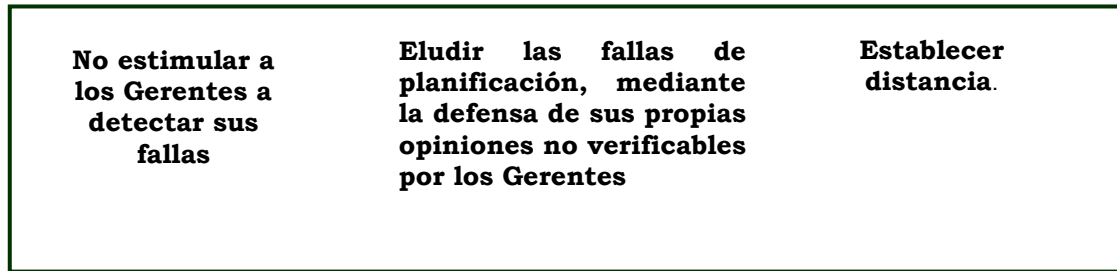 No estimular a
los Gerentes a
detectar sus
fallas
Eludir las fallas de
planificación, mediante
la defensa de sus propias
opiniones no verificables
por los Gerentes
Establecer
distancia.